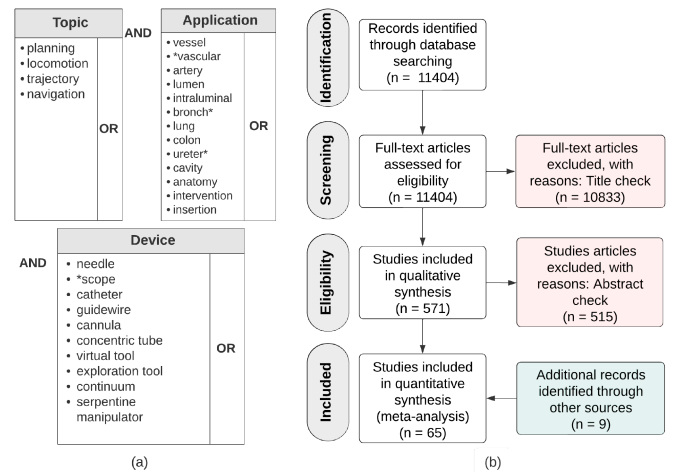 Topic
• planning
• locomotion
• trajectory
• navigation
OR
AND
Application
• vessel
• *vascular
• artery
• lumen
• intraluminal
• bronch*
• lung
• colon
• ureter*
• cavity
• anatomy
• intervention
• insertion
OR
AND
Device
• needle
• *scope
• catheter
• guidewire
• cannula
• concentric tube
• virtual tool
• exploration tool
• continuum
• serpentine
manipulator
OR
(a)
Identification
Records identified
through database
searching
(n = 11404)
Screening
Full-text articles
assessed for
eligibility
(n = 11404)
Full-text articles
excluded, with
reasons: Title check
(n = 10833)
Eligibility
Studies included
in qualitative
synthesis
(n = 571)
Studies articles
excluded, with
reasons: Abstract
check
(n = 515)
Included
Studies included
in quantitative
synthesis
(meta-analysis)
(n = 65)
Additional records
identified through
other sources
(n = 9)
(b)